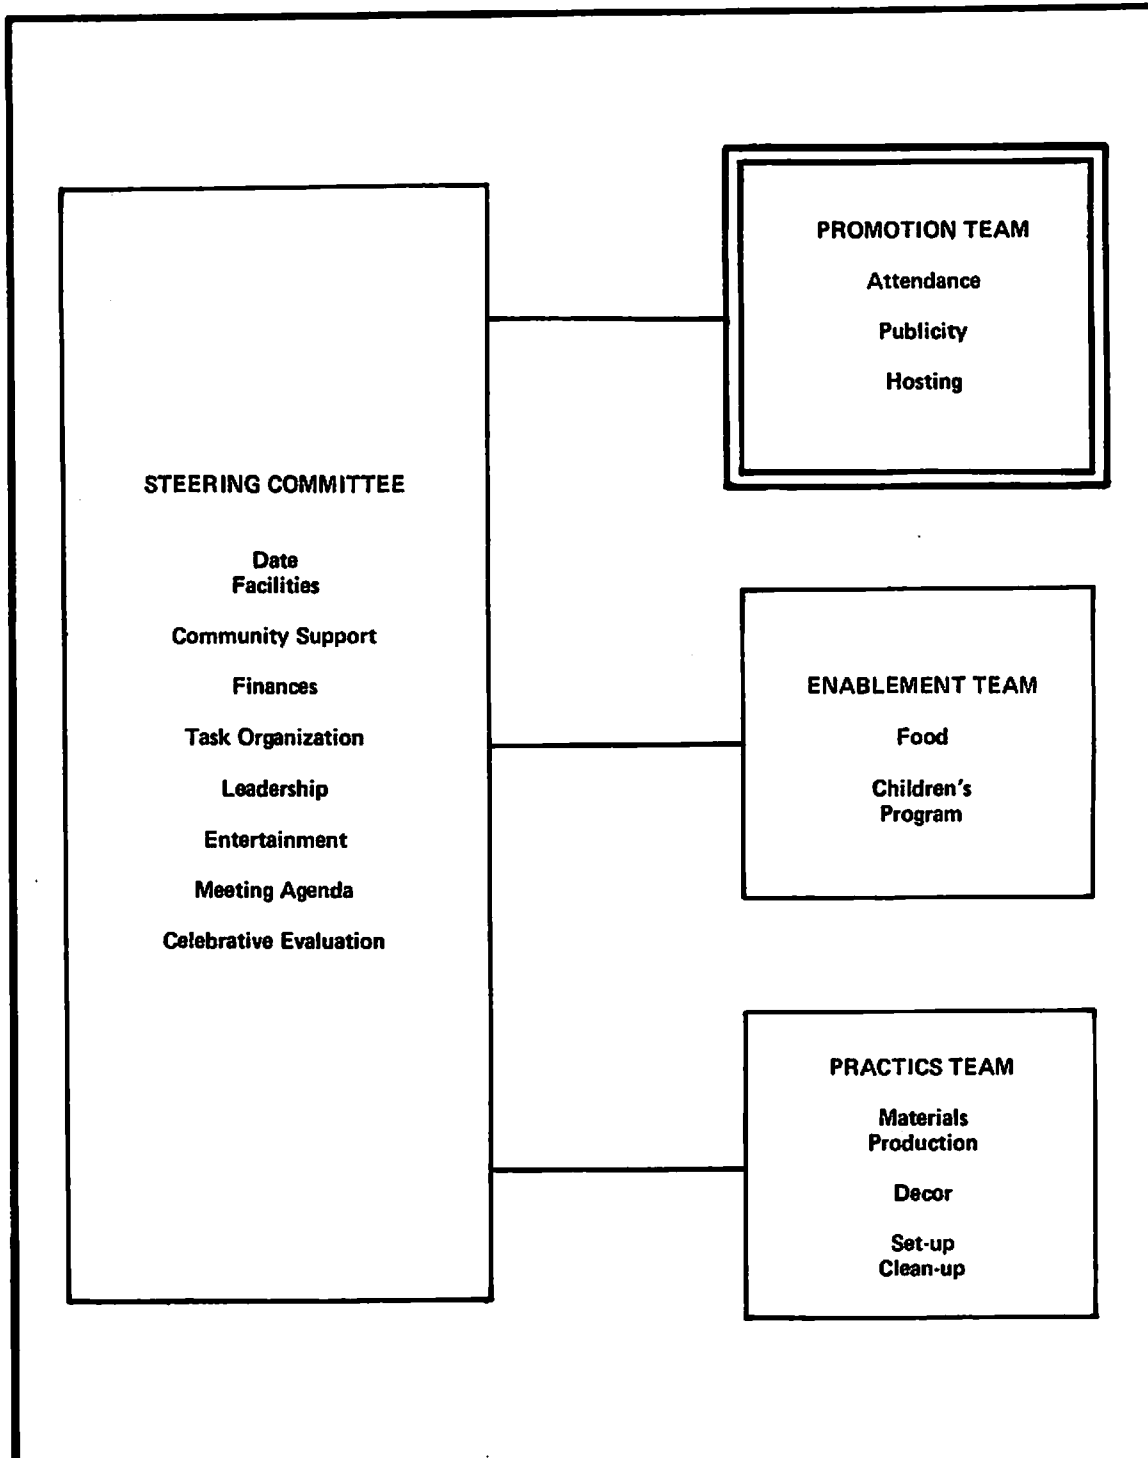 STEERING COMMITTEE
Date
Facilities
Community Support
Finances
Task Organization
Leadership
Entertainment
Meeting Agenda
Celebrative Evaluation
PROMOTION TEAM
Attendance
Publicity
Hosting
ENABLEMENT TEAM
Food
Children's
Program
PRACTICS TEAM
Materials
Production
Decor
Set-up
Clean-up